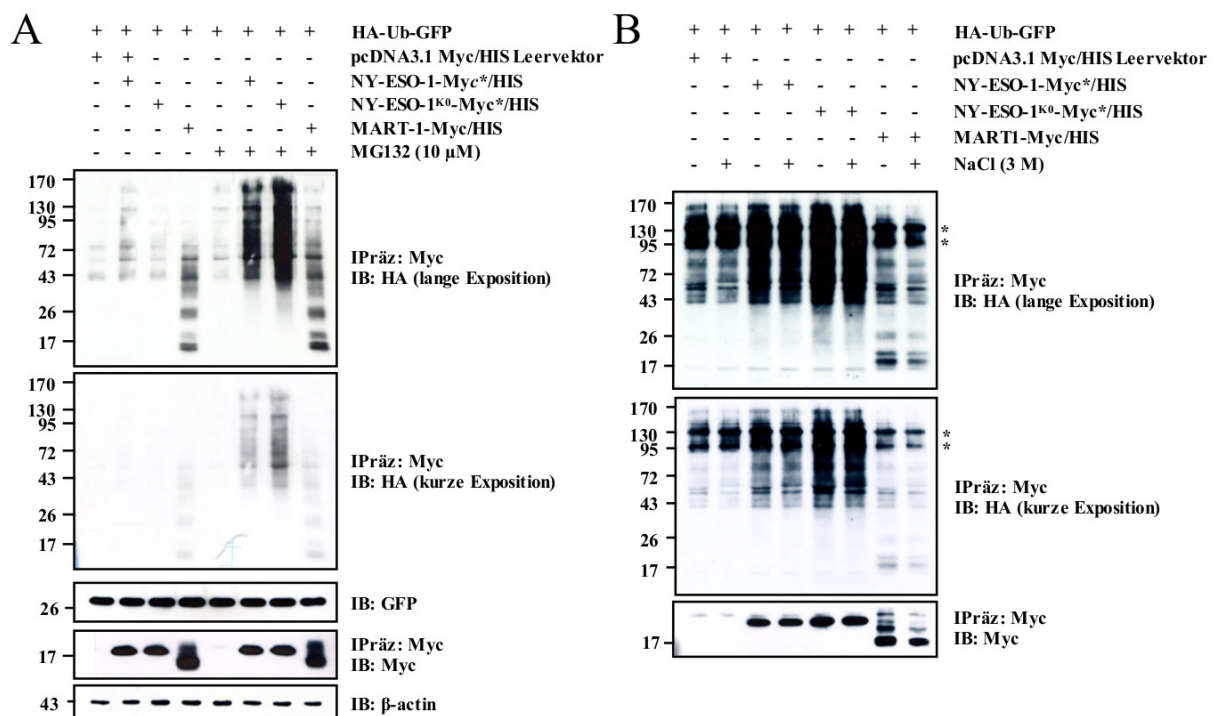 A
+ + + + + + + + HA-Ub-GFP
+ + - - - - - - pcDNA3.1 Myc/HIS Leervektor
- + - - - + - - NY-ESO-1-Myc*/HIS
- - + - - - + - NY-ESO-1ᴷ⁰-Myc*/HIS
- - - + - - - + MART-1-Myc/HIS
- - - - + + + + MG132 (10 µM)
170
130
95
72
43
26
17
IPräz: Myc
IB: HA (lange Exposition)
170
130
95
72
43
26
17
IPräz: Myc
IB: HA (kurze Exposition)
26
IB: GFP
17
IPräz: Myc
IB: Myc
43
IB: β-actin
B
+ + + + + + + + HA-Ub-GFP
+ + - - - - - - pcDNA3.1 Myc/HIS Leervektor
- - + + - - - - NY-ESO-1-Myc*/HIS
- - - - + + - - NY-ESO-1ᴷ⁰-Myc*/HIS
- - - - - - + + MART1-Myc/HIS
- + - + - + - + NaCl (3 M)
170
130 *
95 *
72
43
26
17
IPräz: Myc
IB: HA (lange Exposition)
170
130 *
95 *
72
43
26
17
IPräz: Myc
IB: HA (kurze Exposition)
17
IPräz: Myc
IB: Myc